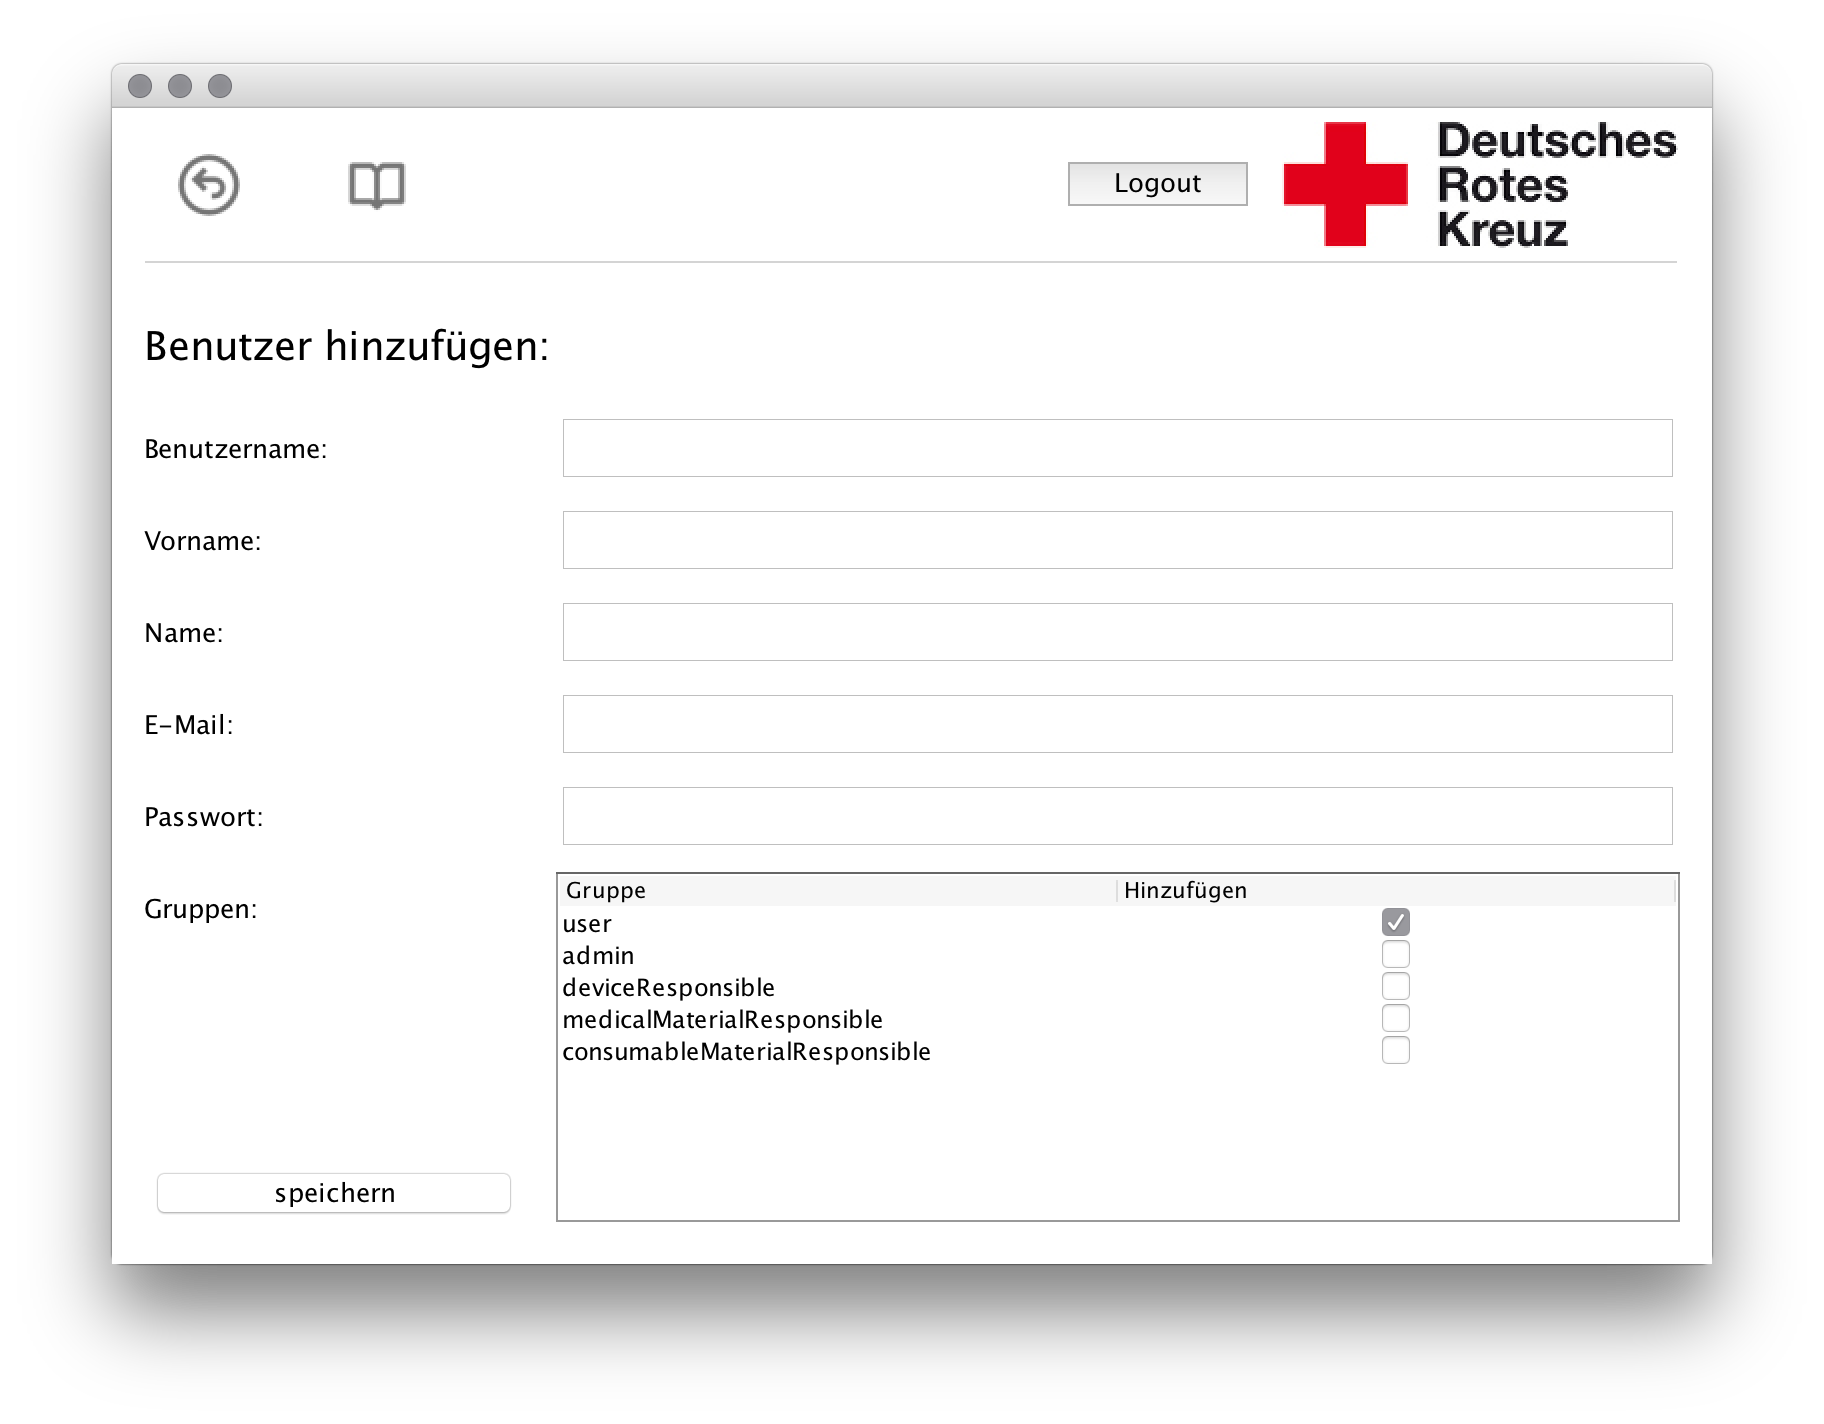 Logout
Deutsches
Rotes
Kreuz
Benutzer hinzufügen:
Benutzername:
Vorname:
Name:
E-Mail:
Passwort:
Gruppen:
Gruppe Hinzufügen
user
admin
deviceResponsible
medicalMaterialResponsible
consumableMaterialResponsible
speichern